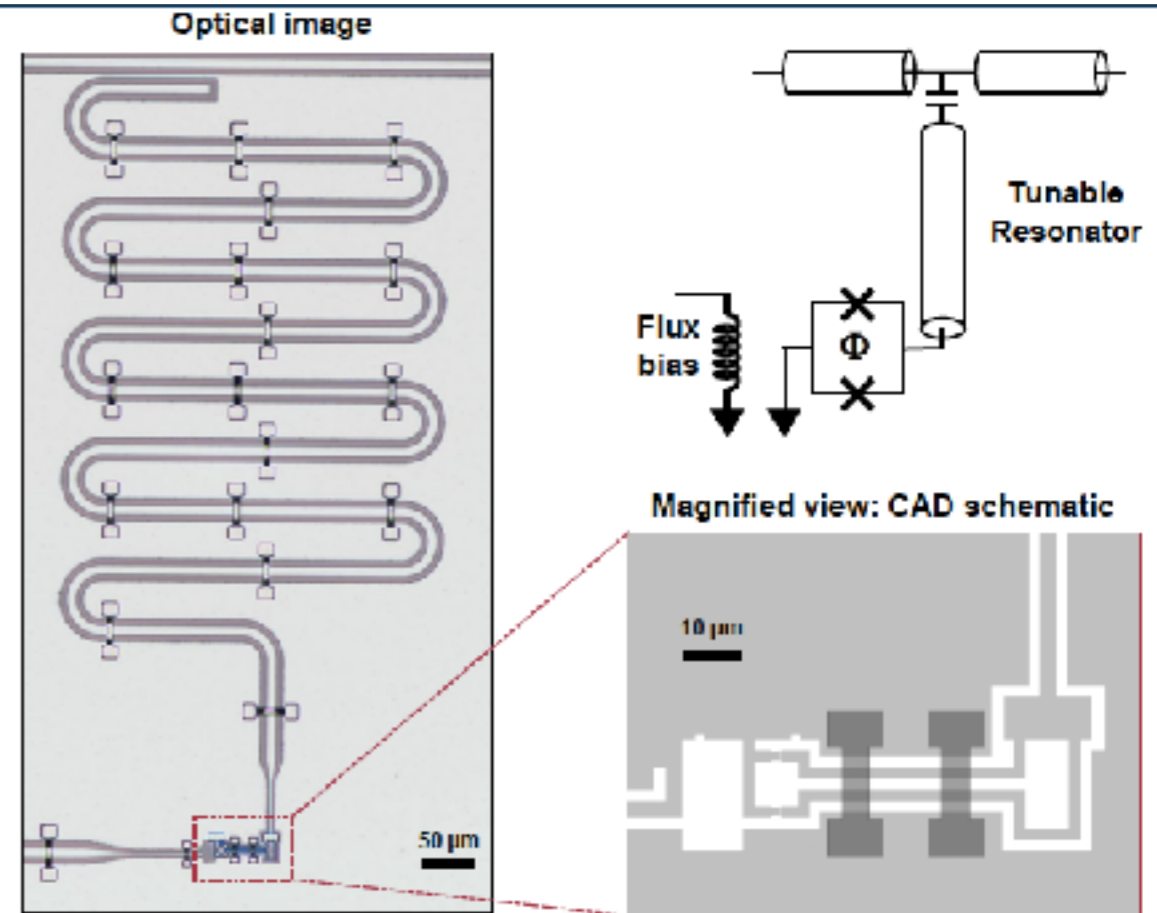 Optical image
Tunable
Resonator
Flux
bias
Φ
Magnified view: CAD schematic
10 μm
50 μm